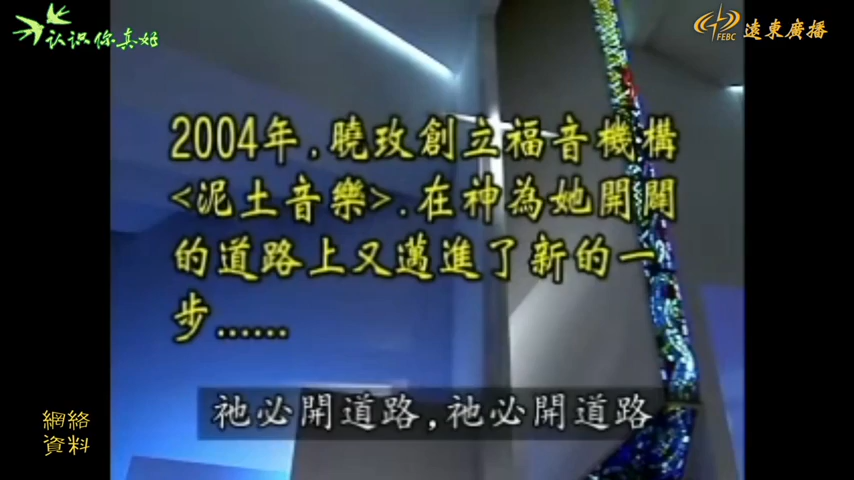 认识你真好
FEBC 遠東廣播
2004年.曉玫創立福音機構
<泥土音樂>.在神為她開闢
的道路上又邁進了新的一
步......
祂必開道路,祂必開道路
網絡
資料